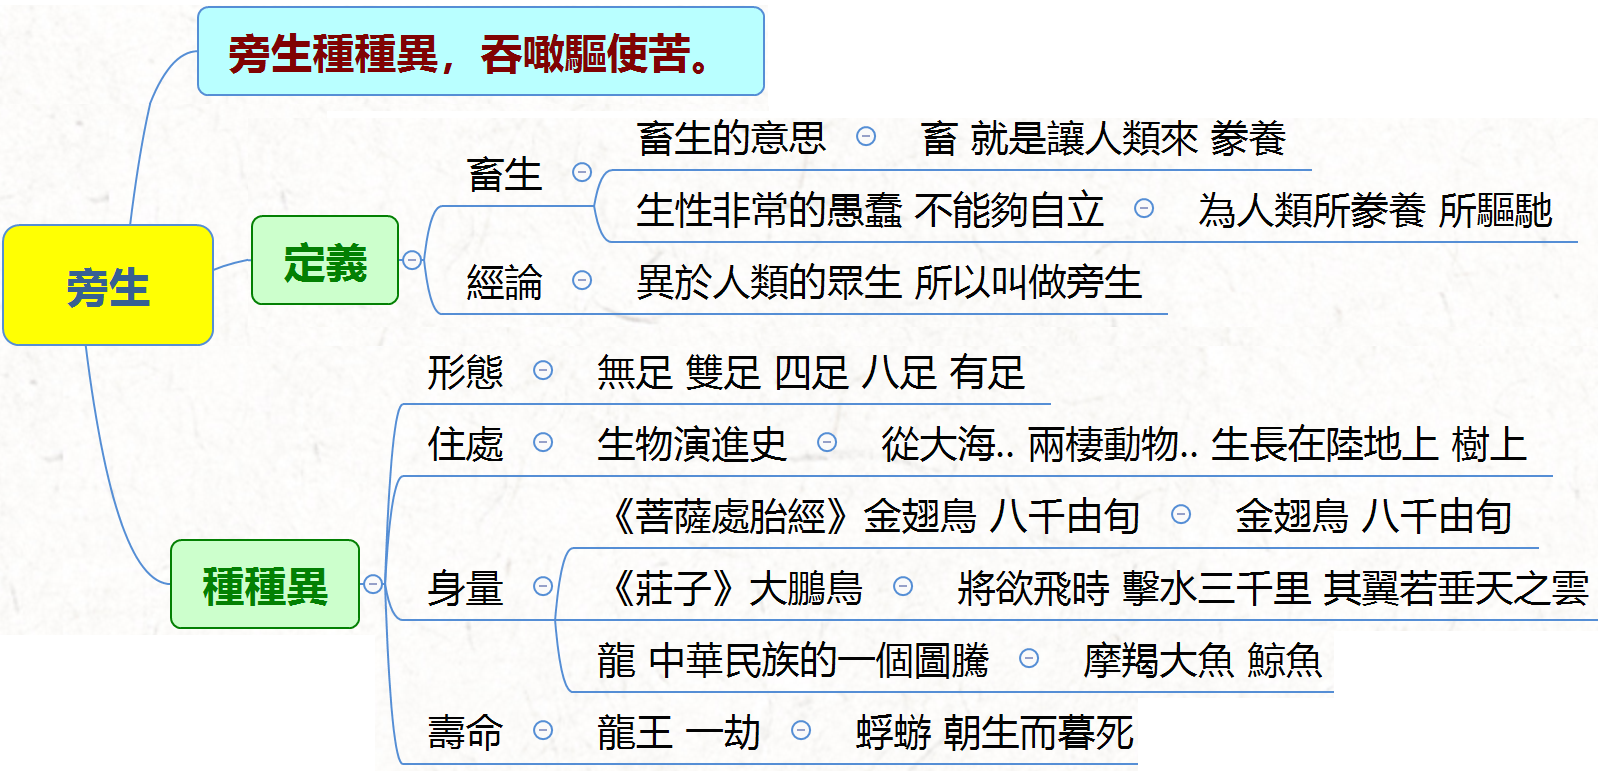 旁生種種異，吞噉驅使苦。
旁生
定義
畜生
畜生的意思
畜 就是讓人類來 豢養
生性非常的愚蠢 不能夠自立
為人類所豢養 所驅馳
經論
異於人類的眾生 所以叫做旁生
種種異
形態
無足 雙足 四足 八足 有足
住處
生物演進史
從大海.. 兩棲動物.. 生長在陸地上 樹上
身量
《菩薩處胎經》金翅鳥 八千由旬
金翅鳥 八千由旬
《莊子》大鵬鳥
將欲飛時 擊水三千里 其翼若垂天之雲
龍 中華民族的一個圖騰
摩羯大魚 鯨魚
壽命
龍王 一劫
蜉蝣 朝生而暮死